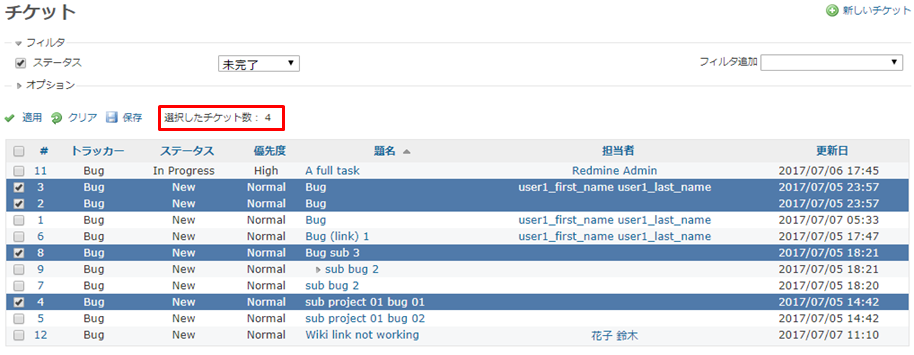 チケット 新しいチケット
フィルタ
ステータス 未完了 フィルタ追加
オプション
適用 クリア 保存 選択したチケット数： 4
# トラッカー ステータス 優先度 題名 担当者 更新日
11 Bug In Progress High A full task Redmine Admin 2017/07/06 17:45
3 Bug New Normal Bug user1_first_name user1_last_name 2017/07/05 23:57
2 Bug New Normal Bug 2017/07/05 23:57
1 Bug New Normal Bug user1_first_name user1_last_name 2017/07/07 05:33
6 Bug New Normal Bug (link) 1 user1_first_name user1_last_name 2017/07/05 17:47
8 Bug New Normal Bug sub 3 2017/07/05 18:21
9 Bug New Normal sub bug 2 2017/07/05 18:21
7 Bug New Normal sub bug 2 2017/07/05 18:20
4 Bug New Normal sub project 01 bug 01 2017/07/05 14:42
5 Bug New Normal sub project 01 bug 02 2017/07/05 14:42
12 Bug New Normal Wiki link not working 花子 鈴木 2017/07/07 11:10